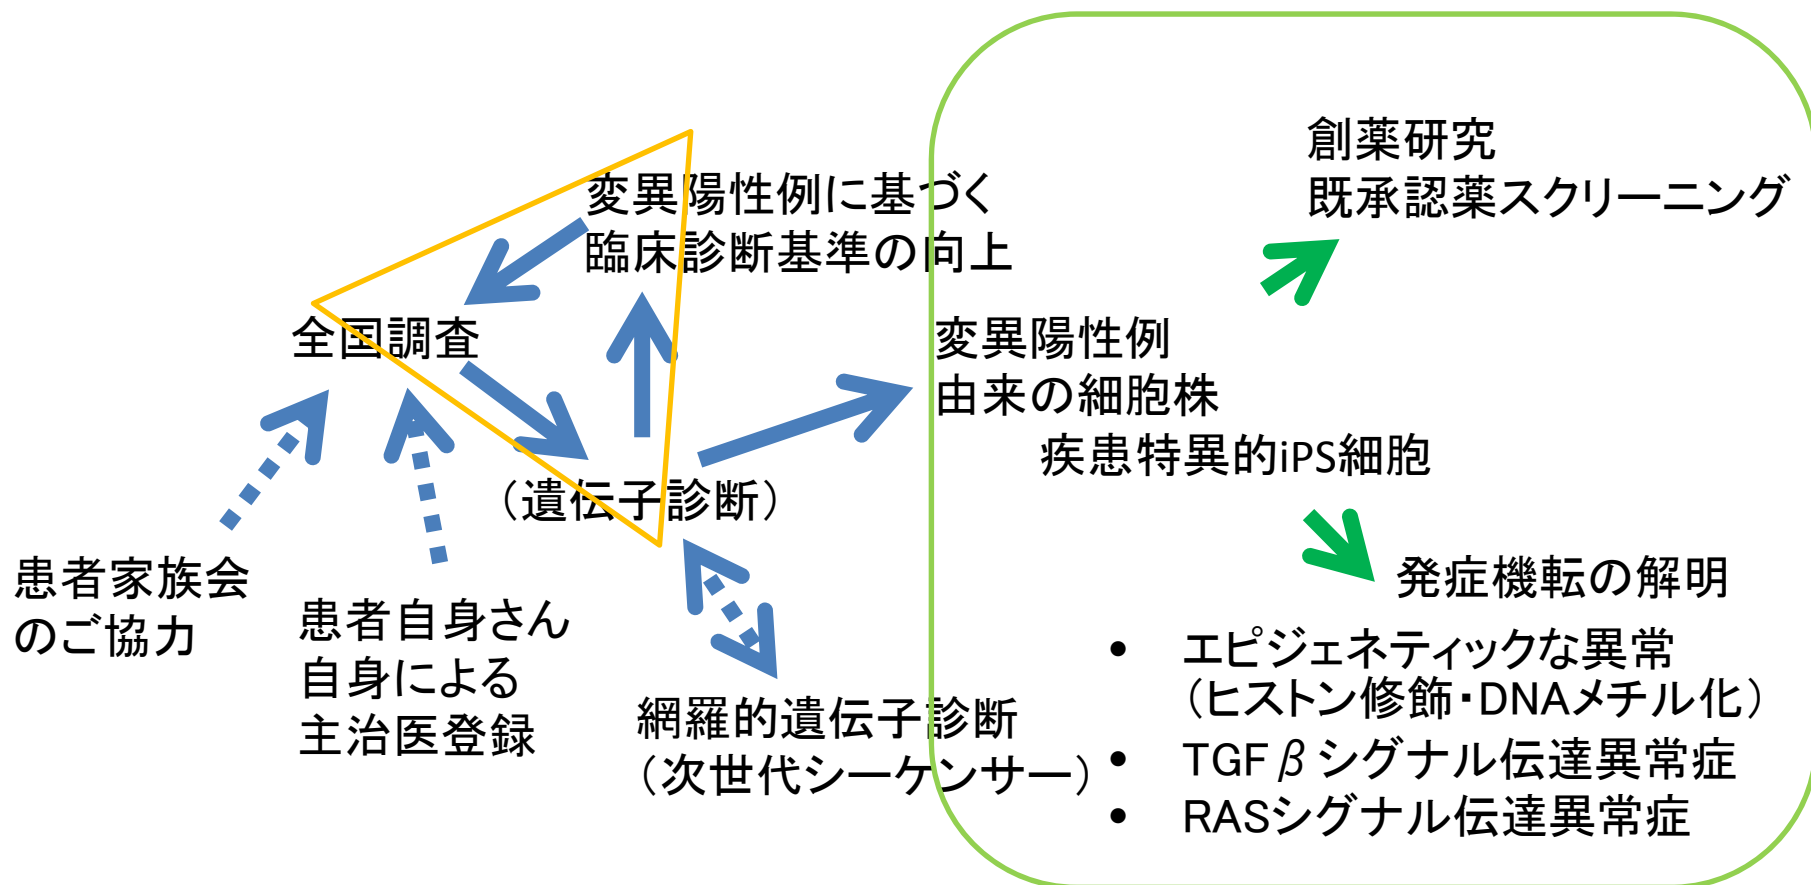 創薬研究
既承認薬スクリーニング
変異陽性例に基づく
臨床診断基準の向上
全国調査
変異陽性例
由来の細胞株
疾患特異的iPS細胞
（遺伝子診断）
患者家族会
のご協力
患者自身さん
自身による
主治医登録
網羅的遺伝子診断
（次世代シーケンサー）
発症機転の解明
• エピジェネティックな異常
（ヒストン修飾・DNAメチル化）
• TGFβシグナル伝達異常症
• RASシグナル伝達異常症